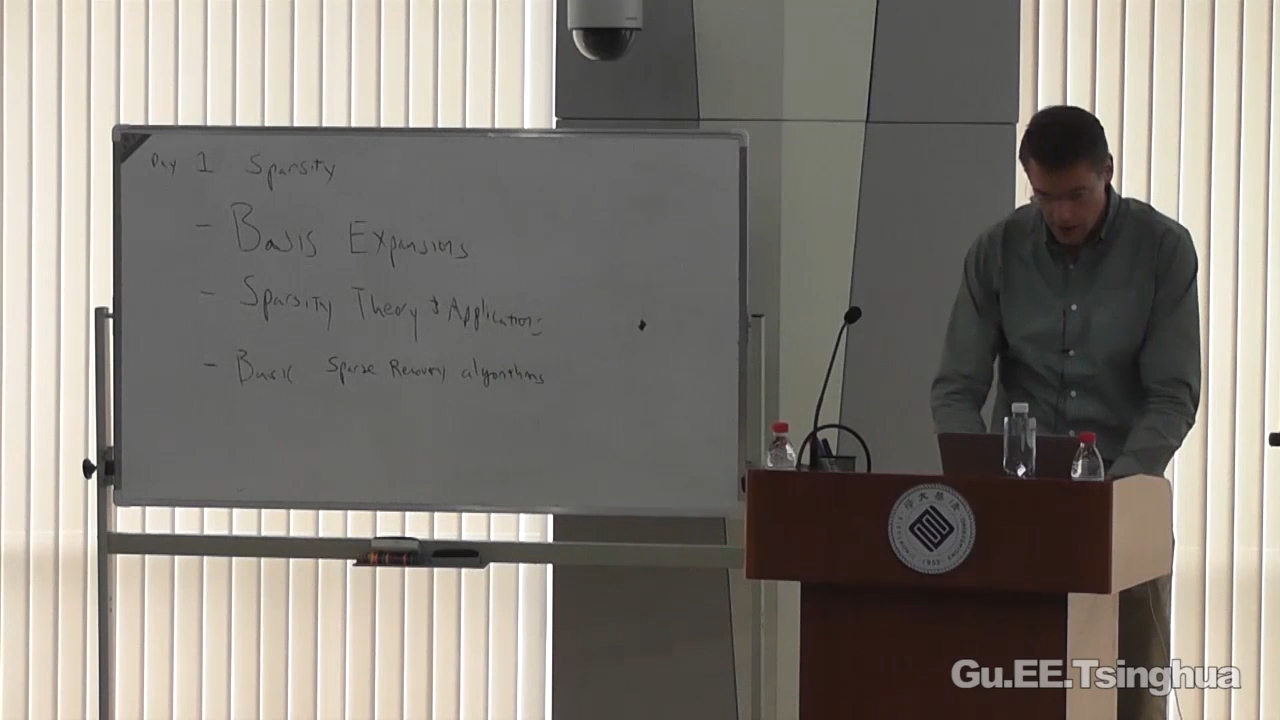 Day 1 Sparsity
- Basis Expansions
- Sparsity Theory & Applications
- Basic Sparse Recovery algorithms
Gu.EE.Tsinghua